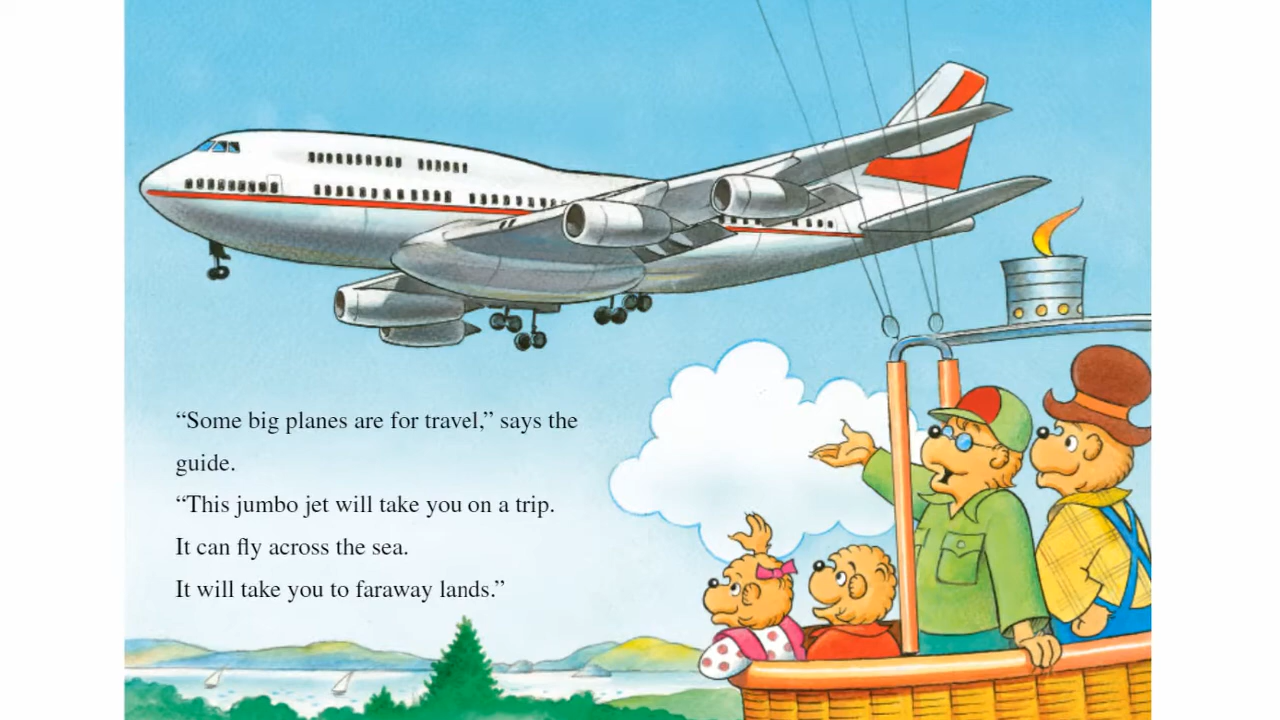 “Some big planes are for travel,” says the
guide.
“This jumbo jet will take you on a trip.
It can fly across the sea.
It will take you to faraway lands.”